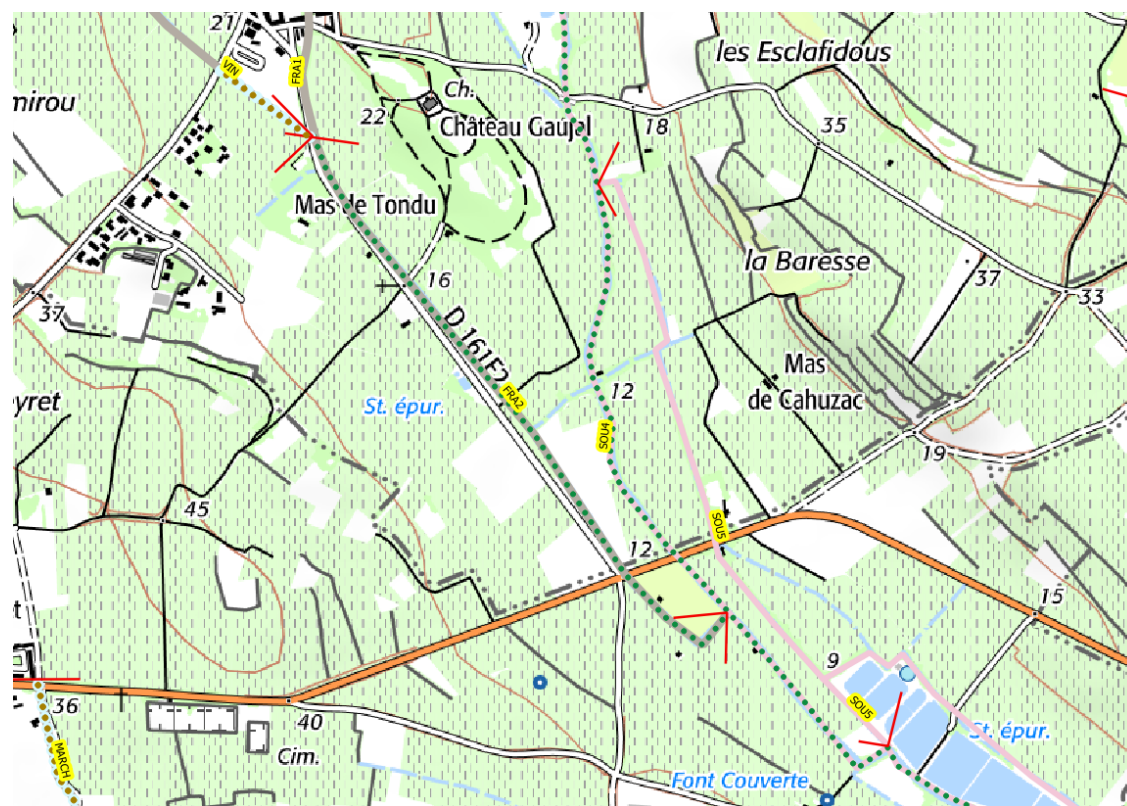 21
VIN
FRA1
les Esclafidous
Ch.
mirou
22
Château Gaujal
18
35
Mas de Tondu
la Baresse
37
16
33
37
D 161E2
Mas
de Cahuzac
yret
St. épur.
FRA2
12
SOU4
19
45
SOU5
12
15
t
9
36
40
SOU5
St. épur.
MARCH
Cim.
Font Couverte